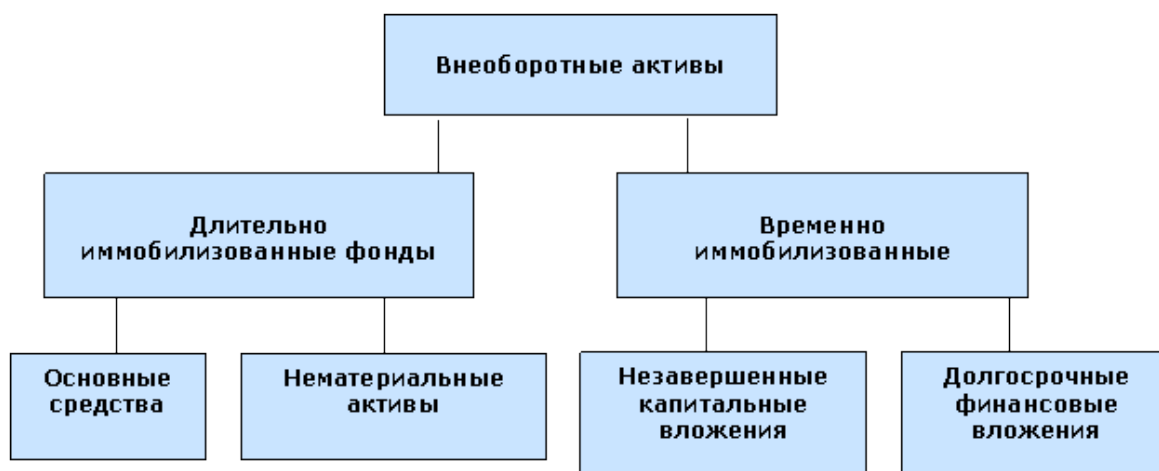 Внеоборотные активы
Длительно
иммобилизованные фонды
Временно
иммобилизованные
Основные
средства
Нематериальные
активы
Незавершенные
капитальные
вложения
Долгосрочные
финансовые
вложения